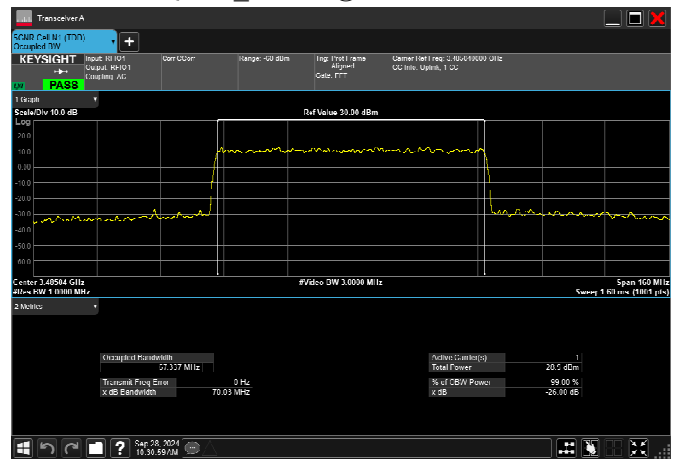 Transceiver A
5GNR Cell N1 (TDD)
Occupied BW
KEYSIGHT
Input: RFIO1
Output: RFIO1
Coupling: AC
Corr CCorr
Range: -60 dBm
Trig: Prot Frame
Aligned
Gate: FFT
Carrier Ref Freq: 3.485040000 GHz
CC Info: Uplink, 1 CC
PASS
1 Graph
Scale/Div 10.0 dB
Ref Value 30.00 dBm
Log
20.0
10.0
0.00
-10.0
-20.0
-30.0
-40.0
-50.0
-60.0
Center 3.48504 GHz
#Video BW 3.0000 MHz
Span 160 MHz
#Res BW 1.0000 MHz
Sweep 1.60 ms (1001 pts)
2 Metrics
Occupied Bandwidth
67.337 MHz
Transmit Freq Error
0 Hz
x dB Bandwidth
70.03 MHz
Active Carrier(s)
1
Total Power
28.5 dBm
% of OBW Power
99.00 %
x dB
-26.00 dB
Sep 28, 2024
10:30:59 AM